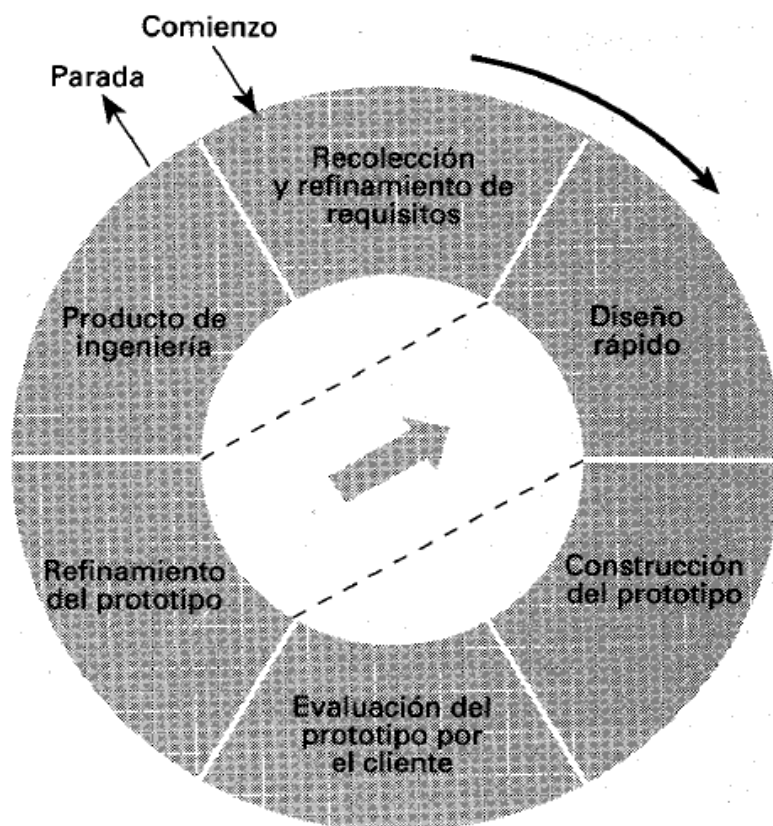 Comienzo
Parada
Recolección
y refinamiento de
requisitos
Diseño
rápido
Construcción
del prototipo
Evaluación del
prototipo por
el cliente
Refinamiento
del prototipo
Producto de
ingeniería